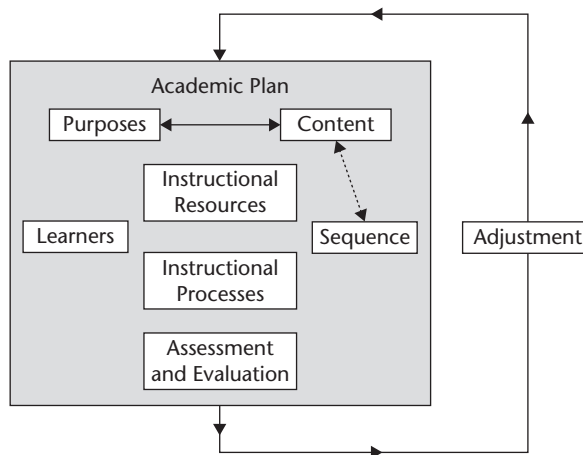 Academic Plan
Purposes
Content
Instructional
Resources
Learners
Sequence
Adjustment
Instructional
Processes
Assessment
and Evaluation